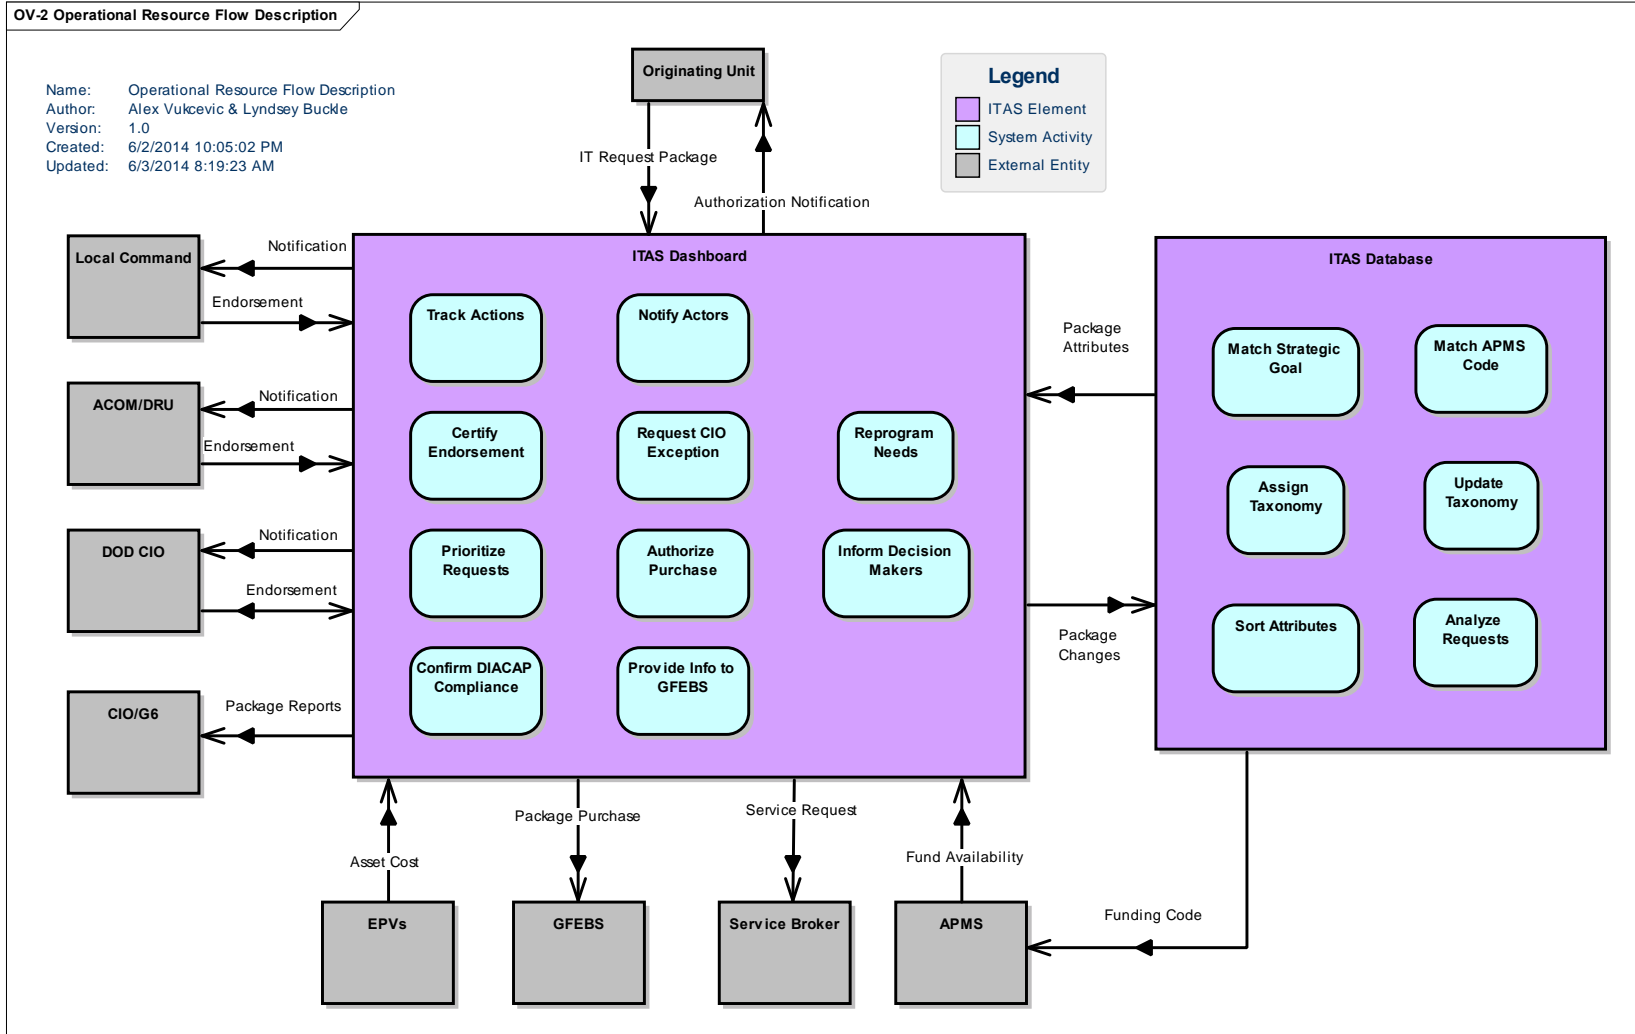 OV-2 Operational Resource Flow Description
Name: Operational Resource Flow Description
Author: Alex Vukcevic & Lyndsey Buckle
Version: 1.0
Created: 6/2/2014 10:05:02 PM
Updated: 6/3/2014 8:19:23 AM
Originating Unit
Legend
ITAS Element
System Activity
External Entity
IT Request Package
Authorization Notification
Local Command
Notification
Endorsement
ACOM/DRU
Notification
Endorsement
DOD CIO
Notification
Endorsement
CIO/G6
Package Reports
ITAS Dashboard
Track Actions
Notify Actors
Certify
Endorsement
Request CIO
Exception
Reprogram
Needs
Prioritize
Requests
Authorize
Purchase
Inform Decision
Makers
Confirm DIACAP
Compliance
Provide Info to
GFEBS
Package
Attributes
Package
Changes
ITAS Database
Match Strategic
Goal
Match APMS
Code
Assign
Taxonomy
Update
Taxonomy
Sort Attributes
Analyze
Requests
Asset Cost
Package Purchase
Service Request
Fund Availability
Funding Code
EPVs
GFEBS
Service Broker
APMS